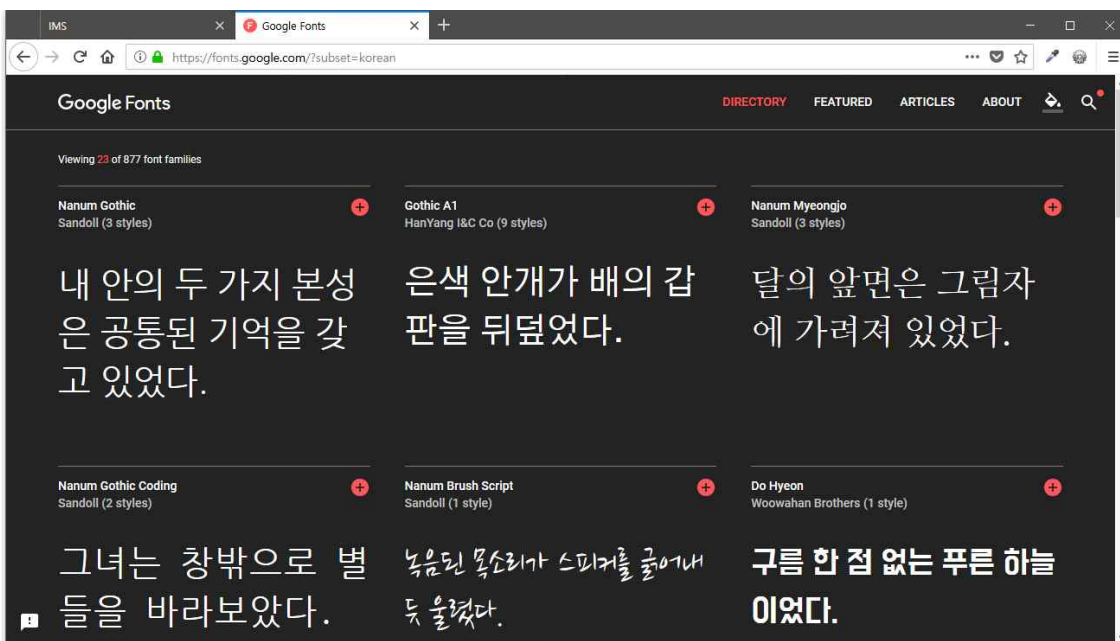 IMS
Google Fonts
https://fonts.google.com/?subset=korean
Google Fonts
DIRECTORY
FEATURED
ARTICLES
ABOUT
Viewing 23 of 877 font families
Nanum Gothic
Sandoll (3 styles)
내 안의 두 가지 본성
은 공통된 기억을 갖
고 있었다.
Gothic A1
HanYang I&C Co (9 styles)
은색 안개가 배의 갑
판을 뒤덮었다.
Nanum Myeongjo
Sandoll (3 styles)
달의 앞면은 그림자
에 가려져 있었다.
Nanum Gothic Coding
Sandoll (2 styles)
그녀는 창밖으로 별
들을 바라보았다.
Nanum Brush Script
Sandoll (1 style)
녹음된 목소리가 스피커를 긁어내
듯 울렸다.
Do Hyeon
Woowahan Brothers (1 style)
구름 한 점 없는 푸른 하늘
이었다.